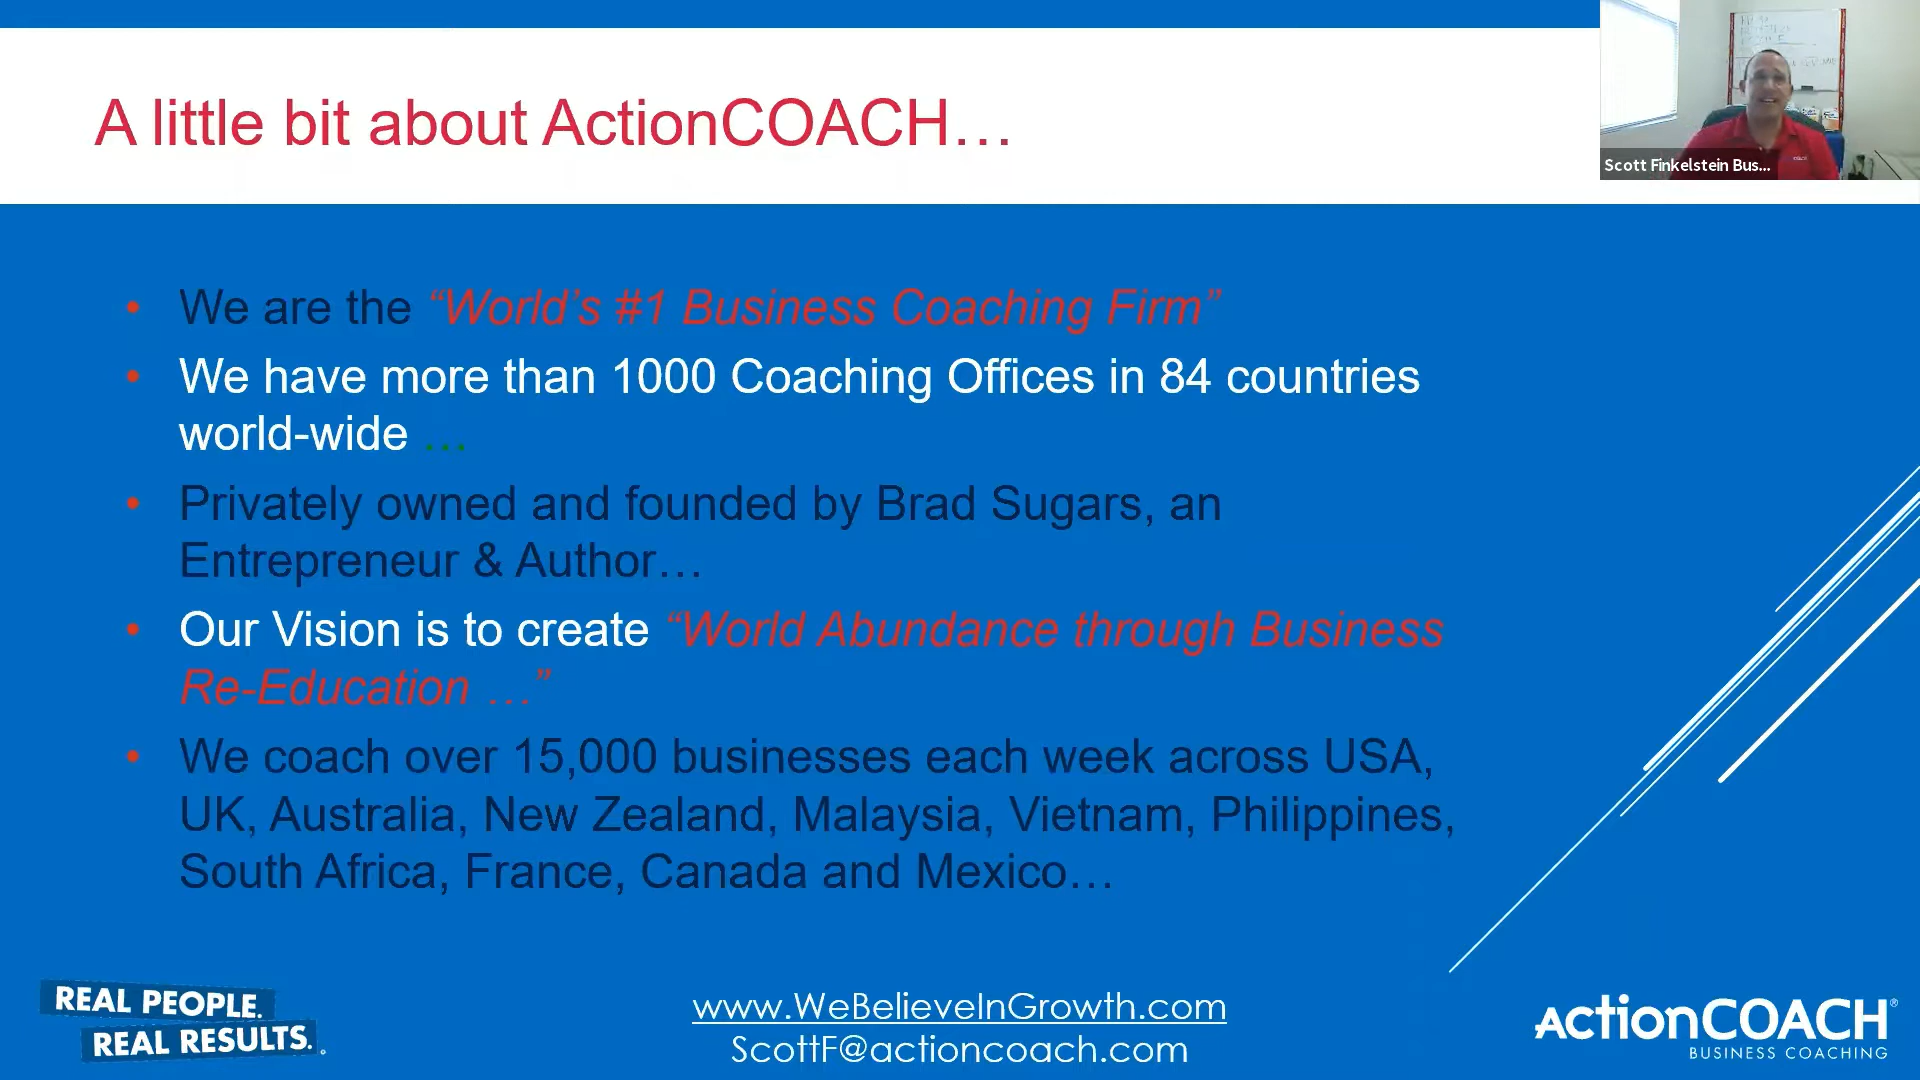 A little bit about ActionCOACH…
Scott Finkelstein Bus...
• We are the “World’s #1 Business Coaching Firm”
• We have more than 1000 Coaching Offices in 84 countries
world-wide …
• Privately owned and founded by Brad Sugars, an
Entrepreneur & Author…
• Our Vision is to create “World Abundance through Business
Re-Education …”
• We coach over 15,000 businesses each week across USA,
UK, Australia, New Zealand, Malaysia, Vietnam, Philippines,
South Africa, France, Canada and Mexico…
REAL PEOPLE.
REAL RESULTS.
www.WeBelieveInGrowth.com
ScottF@actioncoach.com
ActionCOACH®
BUSINESS COACHING